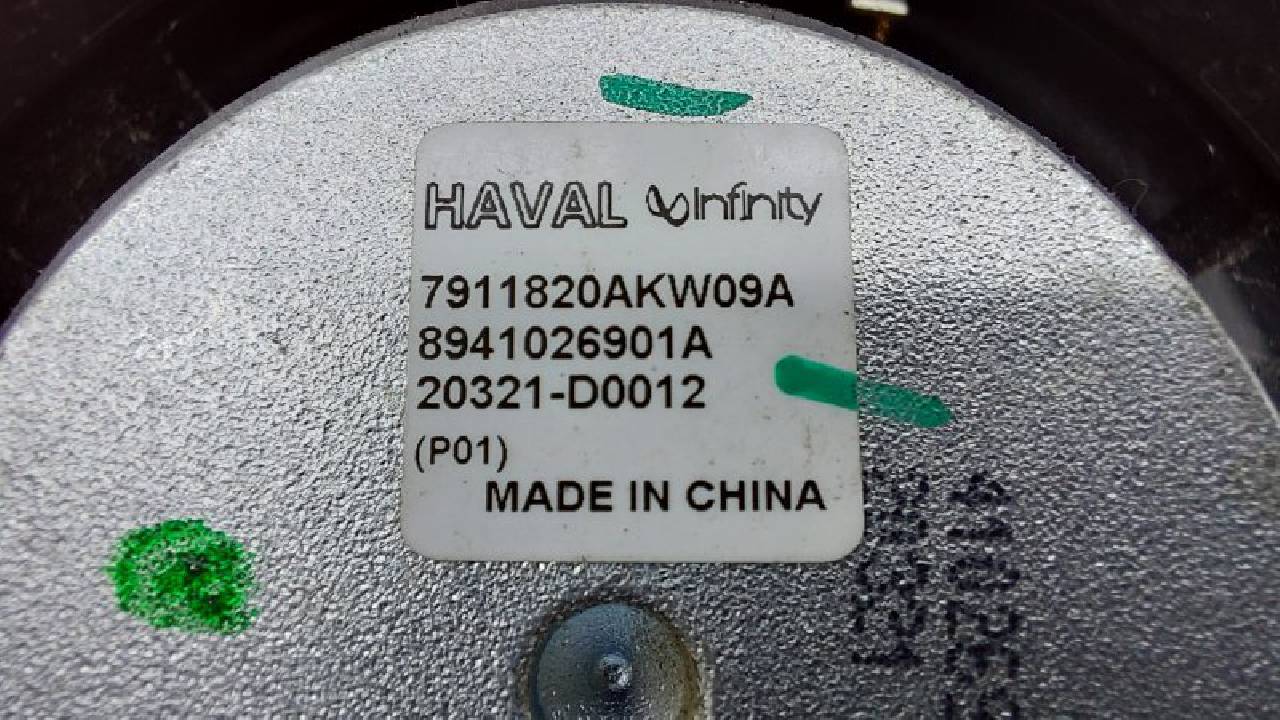 HAVAL Infinity
7911820AKW09A
8941026901A
20321-D0012
(P01)
MADE IN CHINA